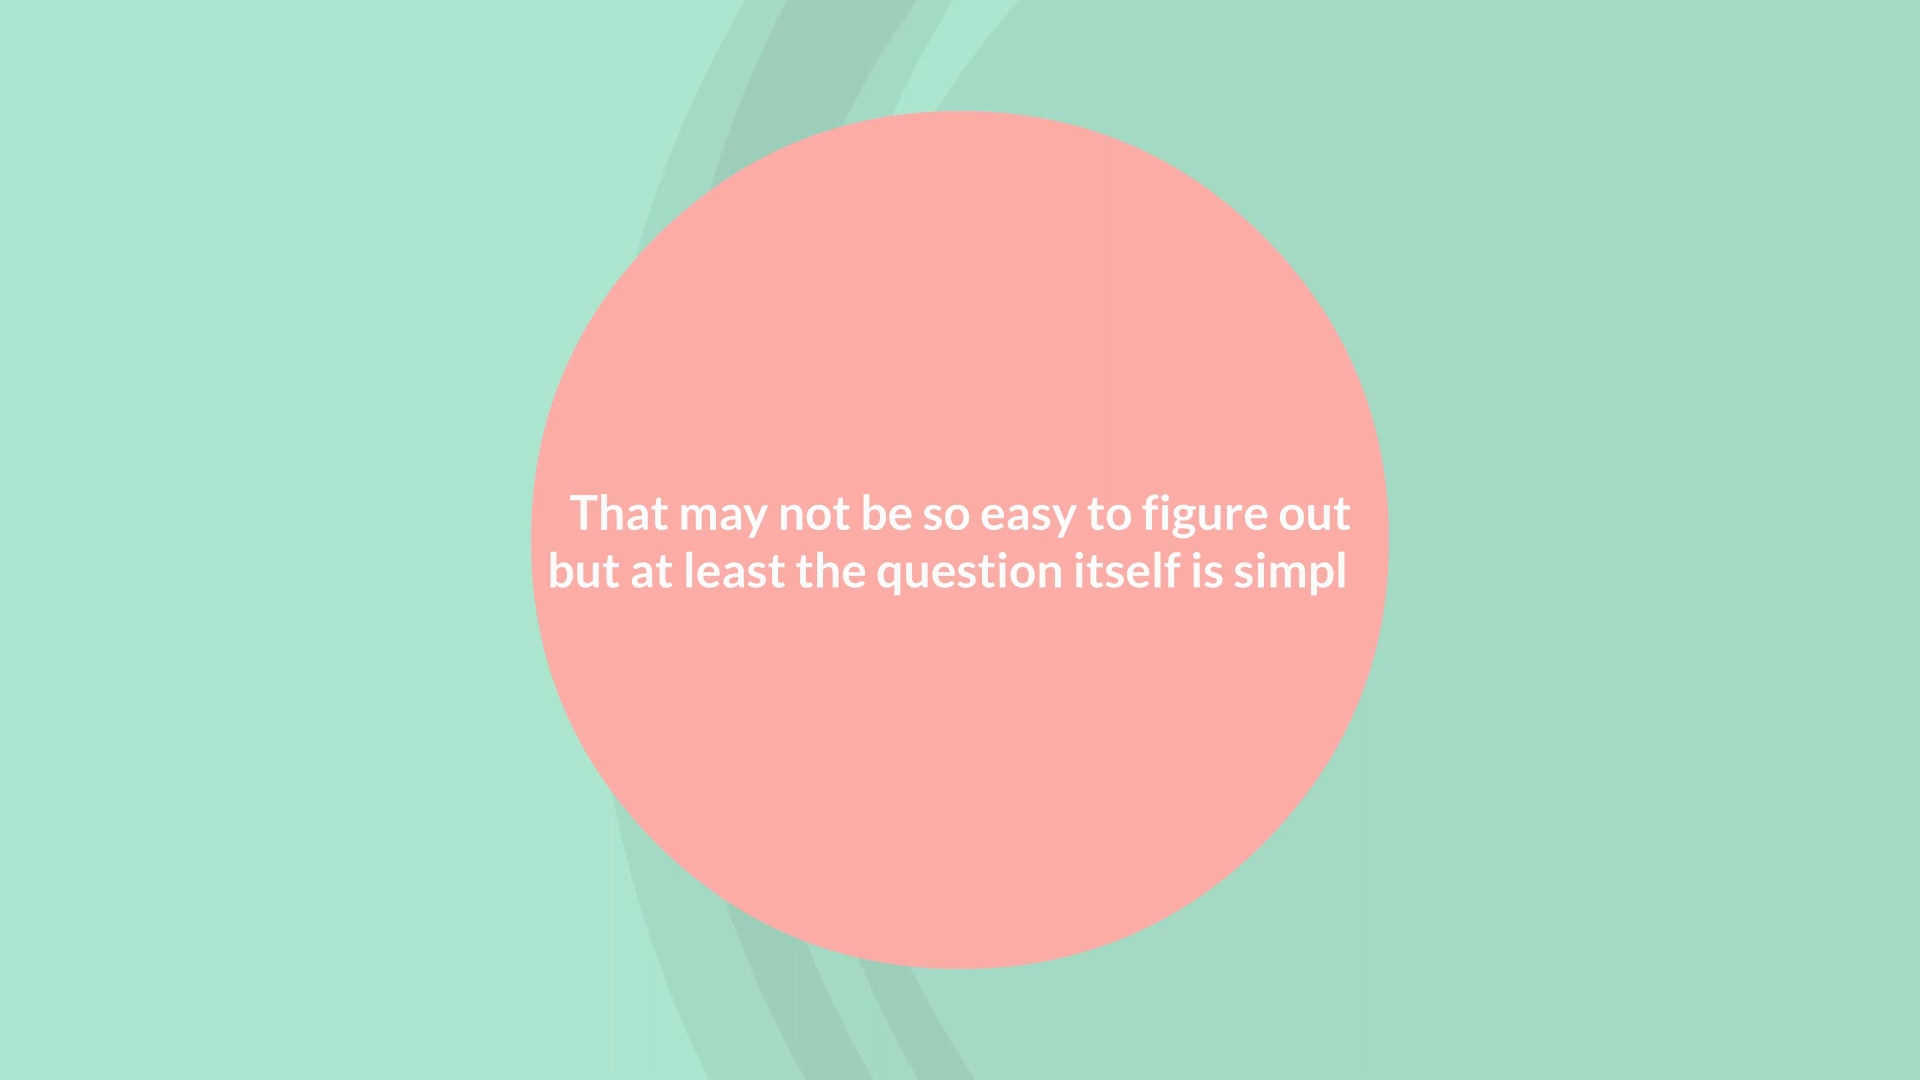 That may not be so easy to figure out
but at least the question itself is simpl